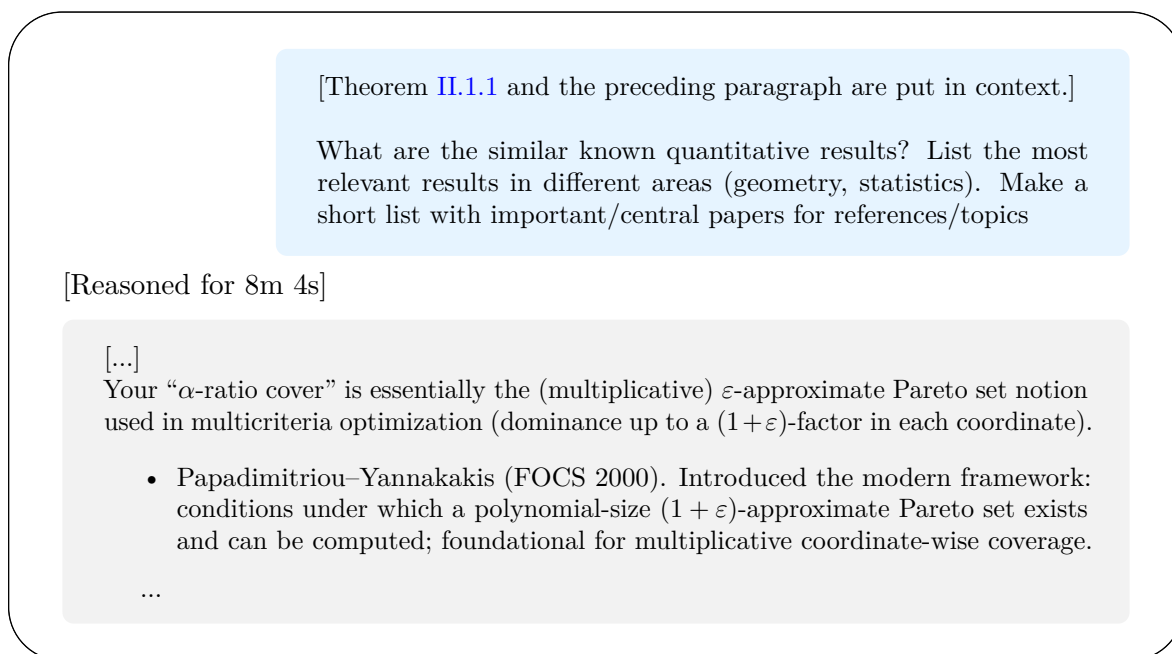 [Theorem II.1.1 and the preceding paragraph are put in context.]
What are the similar known quantitative results? List the most
relevant results in different areas (geometry, statistics). Make a
short list with important/central papers for references/topics
[Reasoned for 8m 4s]
[...]
Your “α-ratio cover” is essentially the (multiplicative) ε-approximate Pareto set notion
used in multicriteria optimization (dominance up to a (1+ε)-factor in each coordinate).
• Papadimitriou–Yannakakis (FOCS 2000). Introduced the modern framework:
conditions under which a polynomial-size (1 + ε)-approximate Pareto set exists
and can be computed; foundational for multiplicative coordinate-wise coverage.
...